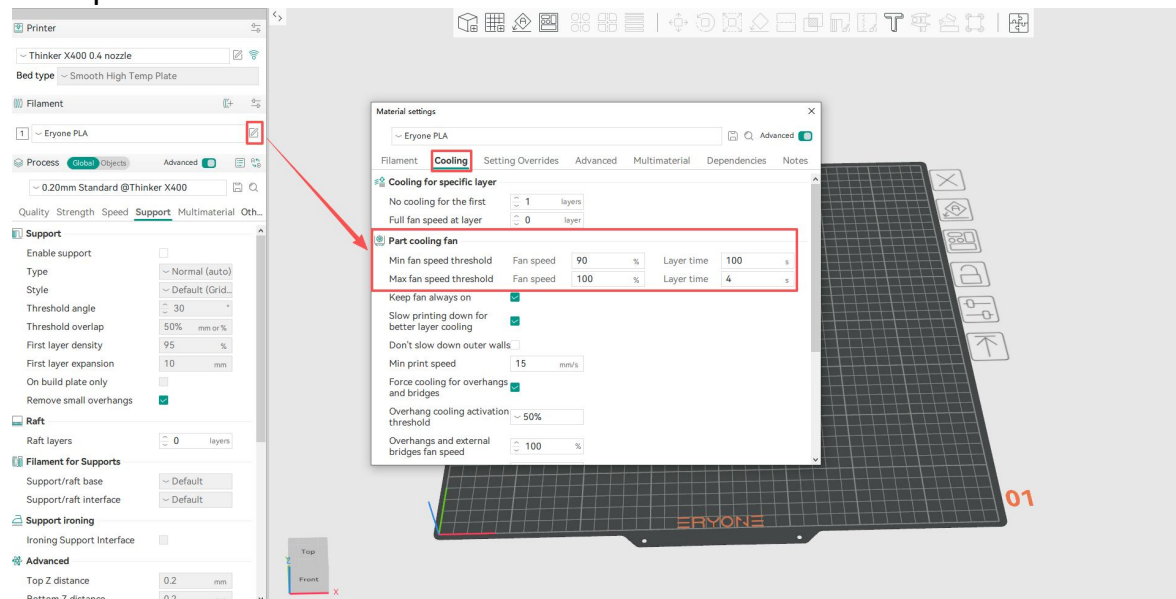 Printer
Thinker X400 0.4 nozzle
Bed type Smooth High Temp Plate
Filament
1 Eryone PLA
Process Global Objects Advanced
0.20mm Standard @Thinker X400
Quality Strength Speed Support Multimaterial Oth...
Support
Enable support
Type Normal (auto)
Style Default (Grid...
Threshold angle 30 °
Threshold overlap 50% mm or %
First layer density 95 %
First layer expansion 10 mm
On build plate only
Remove small overhangs
Raft
Raft layers 0 layers
Filament for Supports
Support/raft base Default
Support/raft interface Default
Support ironing
Ironing Support Interface
Advanced
Top Z distance 0.2 mm
Bottom Z distance 0.2 mm
Material settings
Eryone PLA Advanced
Filament Cooling Setting Overrides Advanced Multimaterial Dependencies Notes
Cooling for specific layer
No cooling for the first 1 layers
Full fan speed at layer 0 layer
Part cooling fan
Min fan speed threshold Fan speed 90 % Layer time 100 s
Max fan speed threshold Fan speed 100 % Layer time 4 s
Keep fan always on
Slow printing down for
better layer cooling
Don't slow down outer walls
Min print speed 15 mm/s
Force cooling for overhangs
and bridges
Overhang cooling activation
threshold 50%
Overhangs and external
bridges fan speed 100 %
01
ERYONE
Top
Front
Z
X